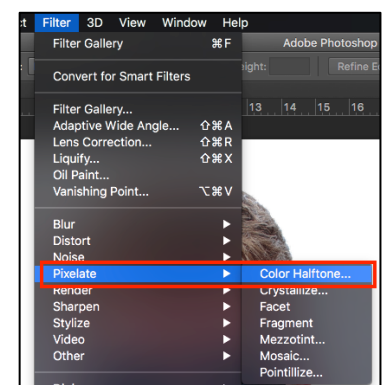 Filter 3D View Window Help
Filter Gallery ⌘F Adobe Photoshop
Convert for Smart Filters eight: Refine E
Filter Gallery... 13 14 15 16
Adaptive Wide Angle... ⇧⌘A
Lens Correction... ⇧⌘R
Liquify... ⇧⌘X
Oil Paint...
Vanishing Point... ⌥⌘V
Blur
Distort
Noise
Pixelate Color Halftone...
Render Crystallize...
Sharpen Facet
Stylize Fragment
Video Mezzotint...
Other Mosaic...
Pointillize...